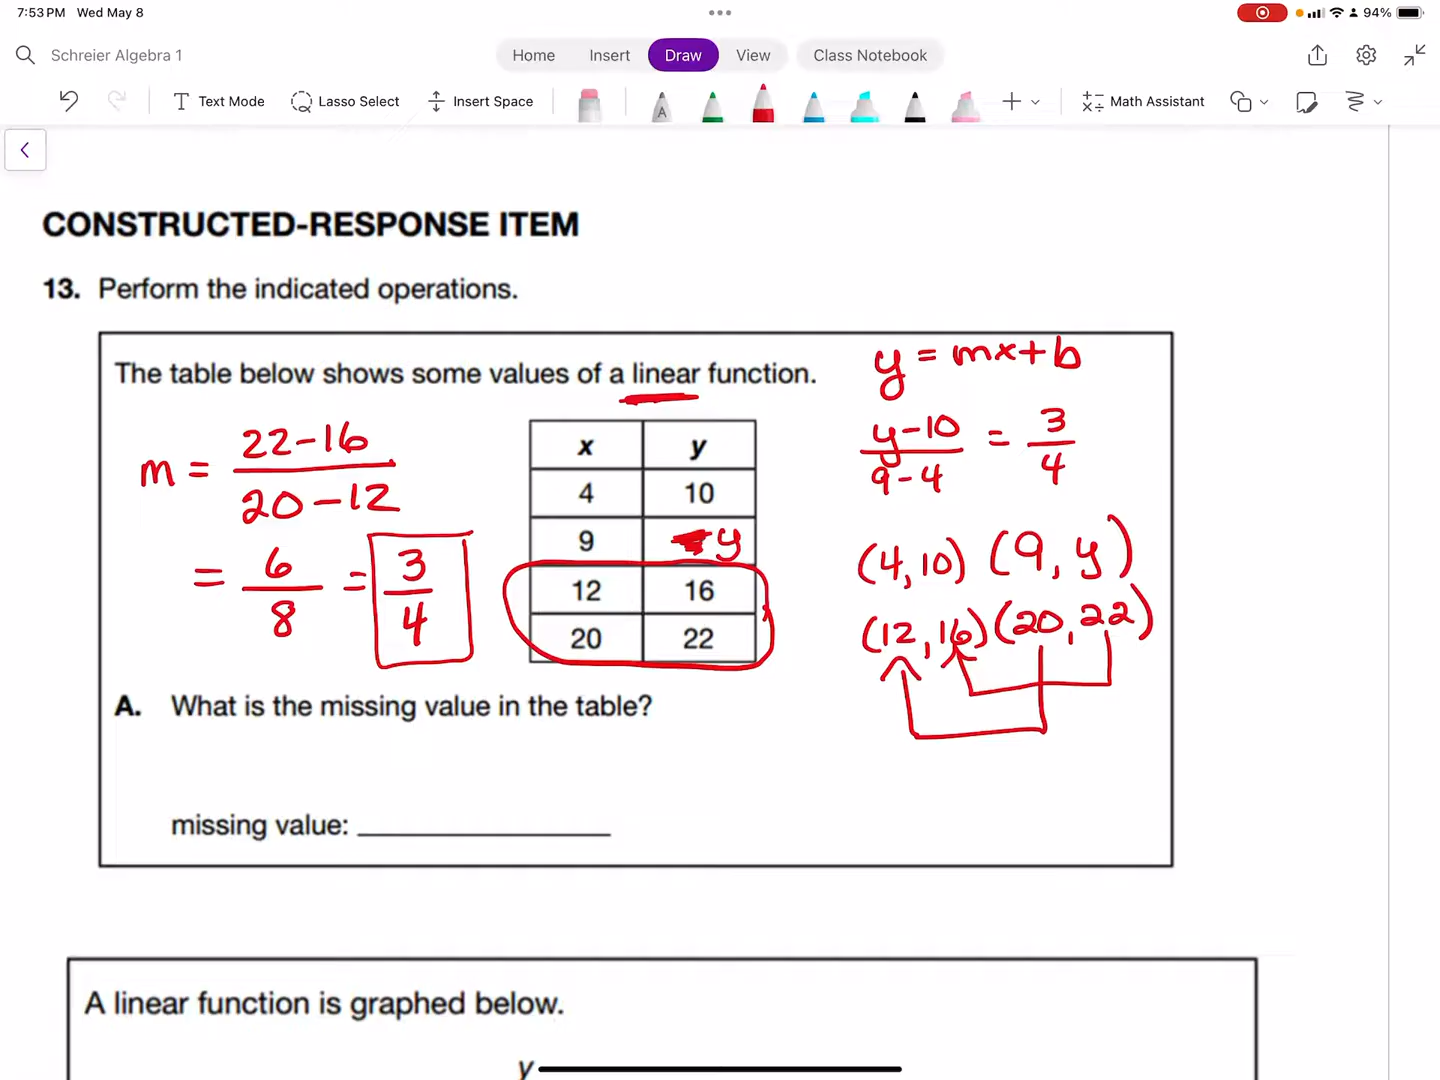 7:53 PM Wed May 8
94%
Schreier Algebra 1
Home Insert Draw View Class Notebook
Text Mode Lasso Select Insert Space A Math Assistant
CONSTRUCTED-RESPONSE ITEM
13. Perform the indicated operations.
The table below shows some values of a linear function.
y = mx+b
m = 22-16 / 20-12
= 6/8 = 3/4
x y
4 10
9 y
12 16
20 22
y-10 / 9-4 = 3/4
(4,10) (9, y)
(12,16) (20,22)
A. What is the missing value in the table?
missing value: ____________
A linear function is graphed below.
y